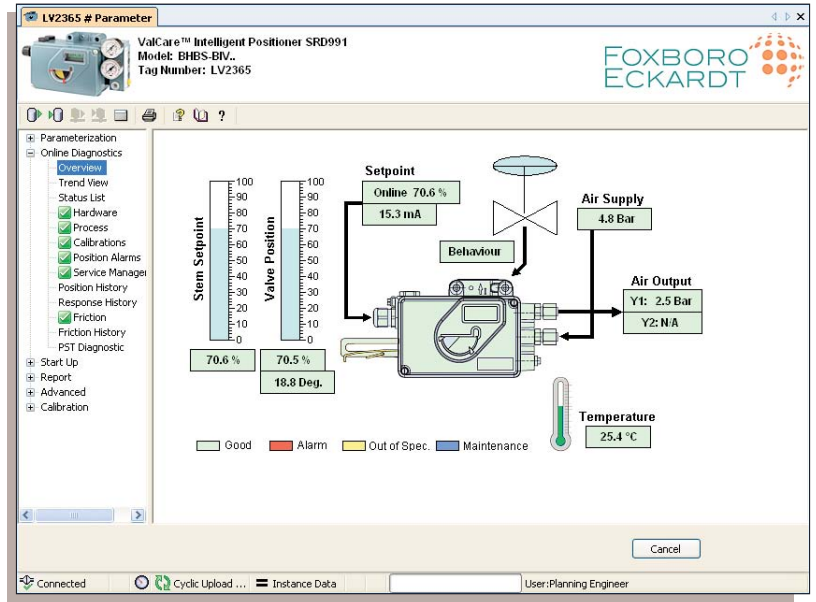 LV2365 # Parameter
ValCare™ Intelligent Positioner SRD991
Model: BHBS-BIV..
Tag Number: LV2365
FOXBORO
ECKARDT
Parameterization
Online Diagnostics
Overview
Trend View
Status List
Hardware
Process
Calibrations
Position Alarms
Service Manager
Position History
Response History
Friction
Friction History
PST Diagnostic
Start Up
Report
Advanced
Calibration
Stem Setpoint
100
90
80
70
60
50
40
30
20
10
0
70.6 %
Valve Position
100
90
80
70
60
50
40
30
20
10
0
70.5 %
18.8 Deg.
Setpoint
Online 70.6 %
15.3 mA
Behaviour
Air Supply
4.8 Bar
Air Output
Y1: 2.5 Bar
Y2: N/A
Temperature
25.4 °C
Good
Alarm
Out of Spec.
Maintenance
Cancel
Connected
Cyclic Upload ...
Instance Data
User:Planning Engineer